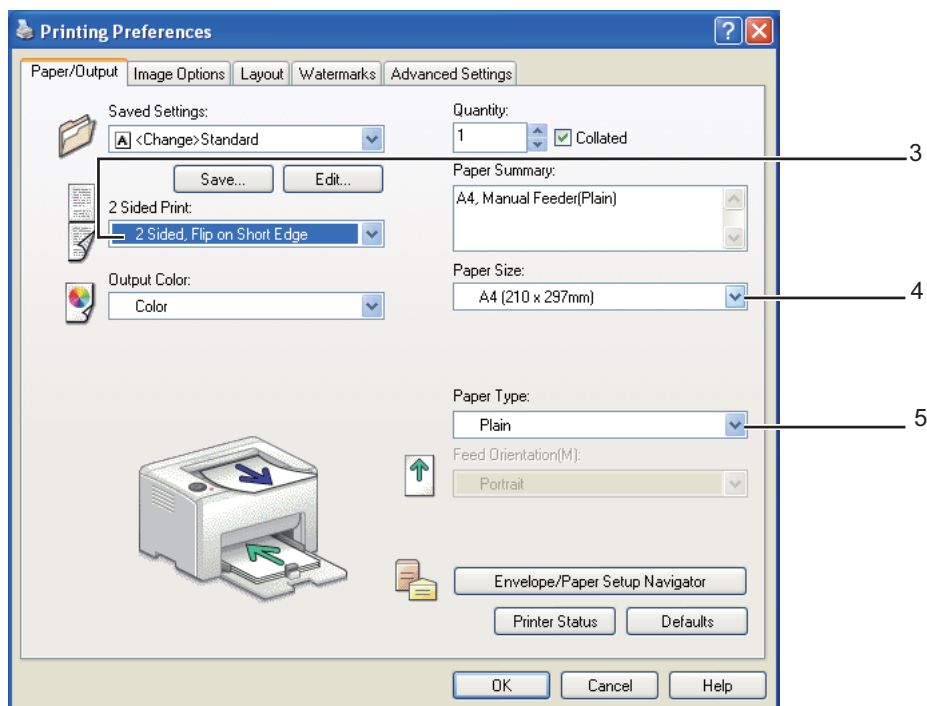 Printing Preferences
Paper/Output Image Options Layout Watermarks Advanced Settings
Saved Settings:
A <Change>Standard
Save... Edit...
2 Sided Print:
2 Sided, Flip on Short Edge
Output Color:
Color
Quantity:
1 Collated
Paper Summary:
A4, Manual Feeder(Plain)
Paper Size:
A4 (210 x 297mm)
Paper Type:
Plain
Feed Orientation(M):
Portrait
Envelope/Paper Setup Navigator
Printer Status Defaults
OK Cancel Help
3
4
5